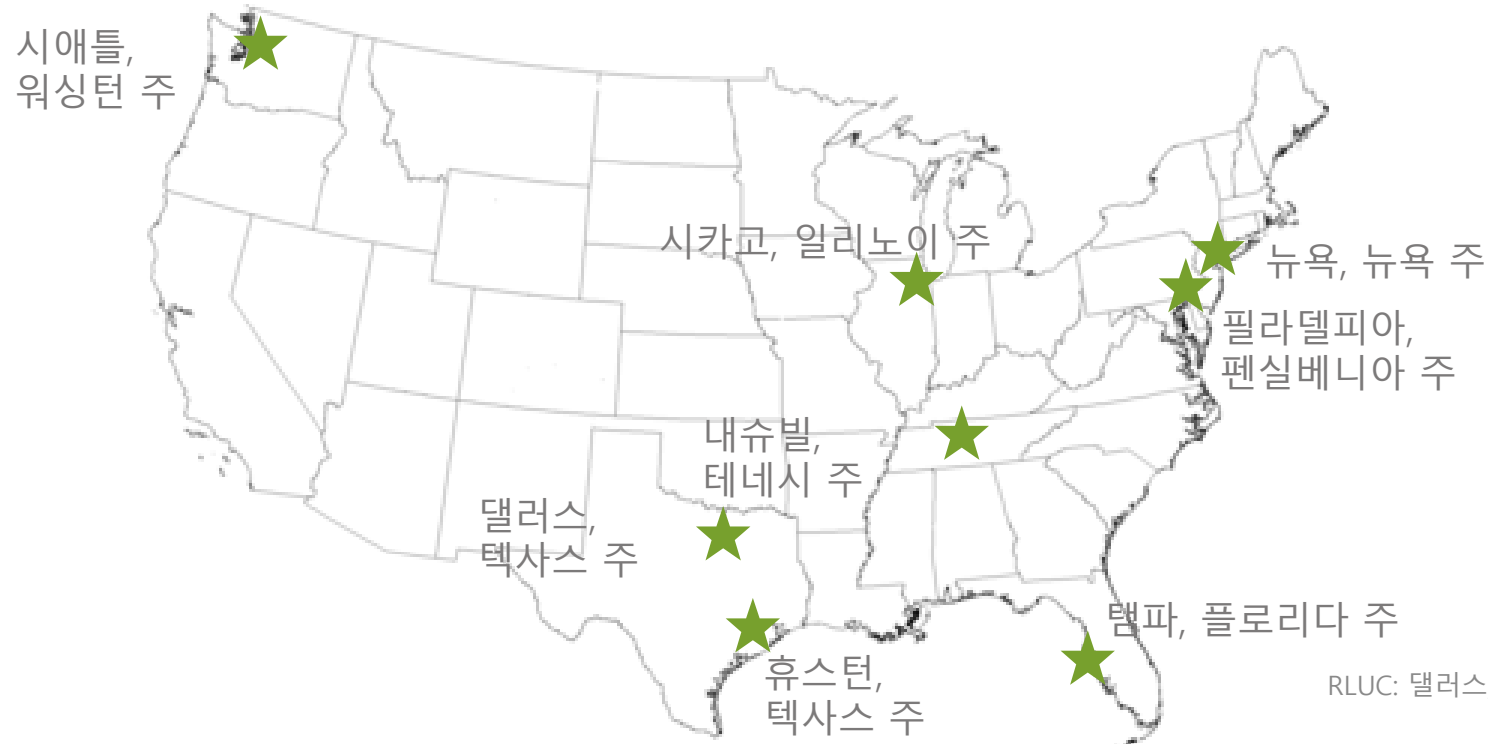 시애틀,
워싱턴 주
시카고, 일리노이 주
뉴욕, 뉴욕 주
필라델피아,
펜실베니아 주
내슈빌,
테네시 주
댈러스,
텍사스 주
탬파, 플로리다 주
휴스턴,
텍사스 주
RLUC: 댈러스